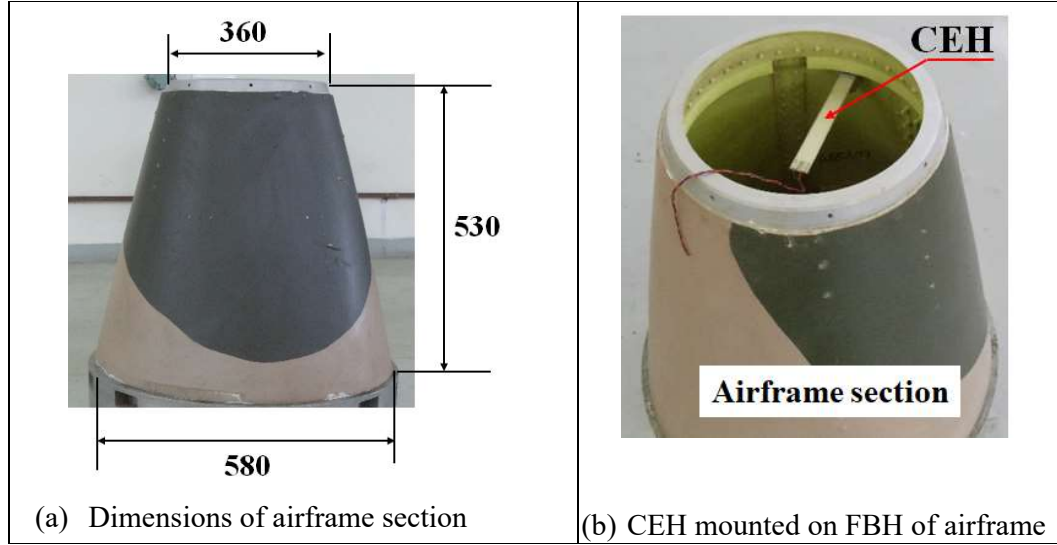 360
530
580
(a) Dimensions of airframe section
CEH
Airframe section
(b) CEH mounted on FBH of airframe